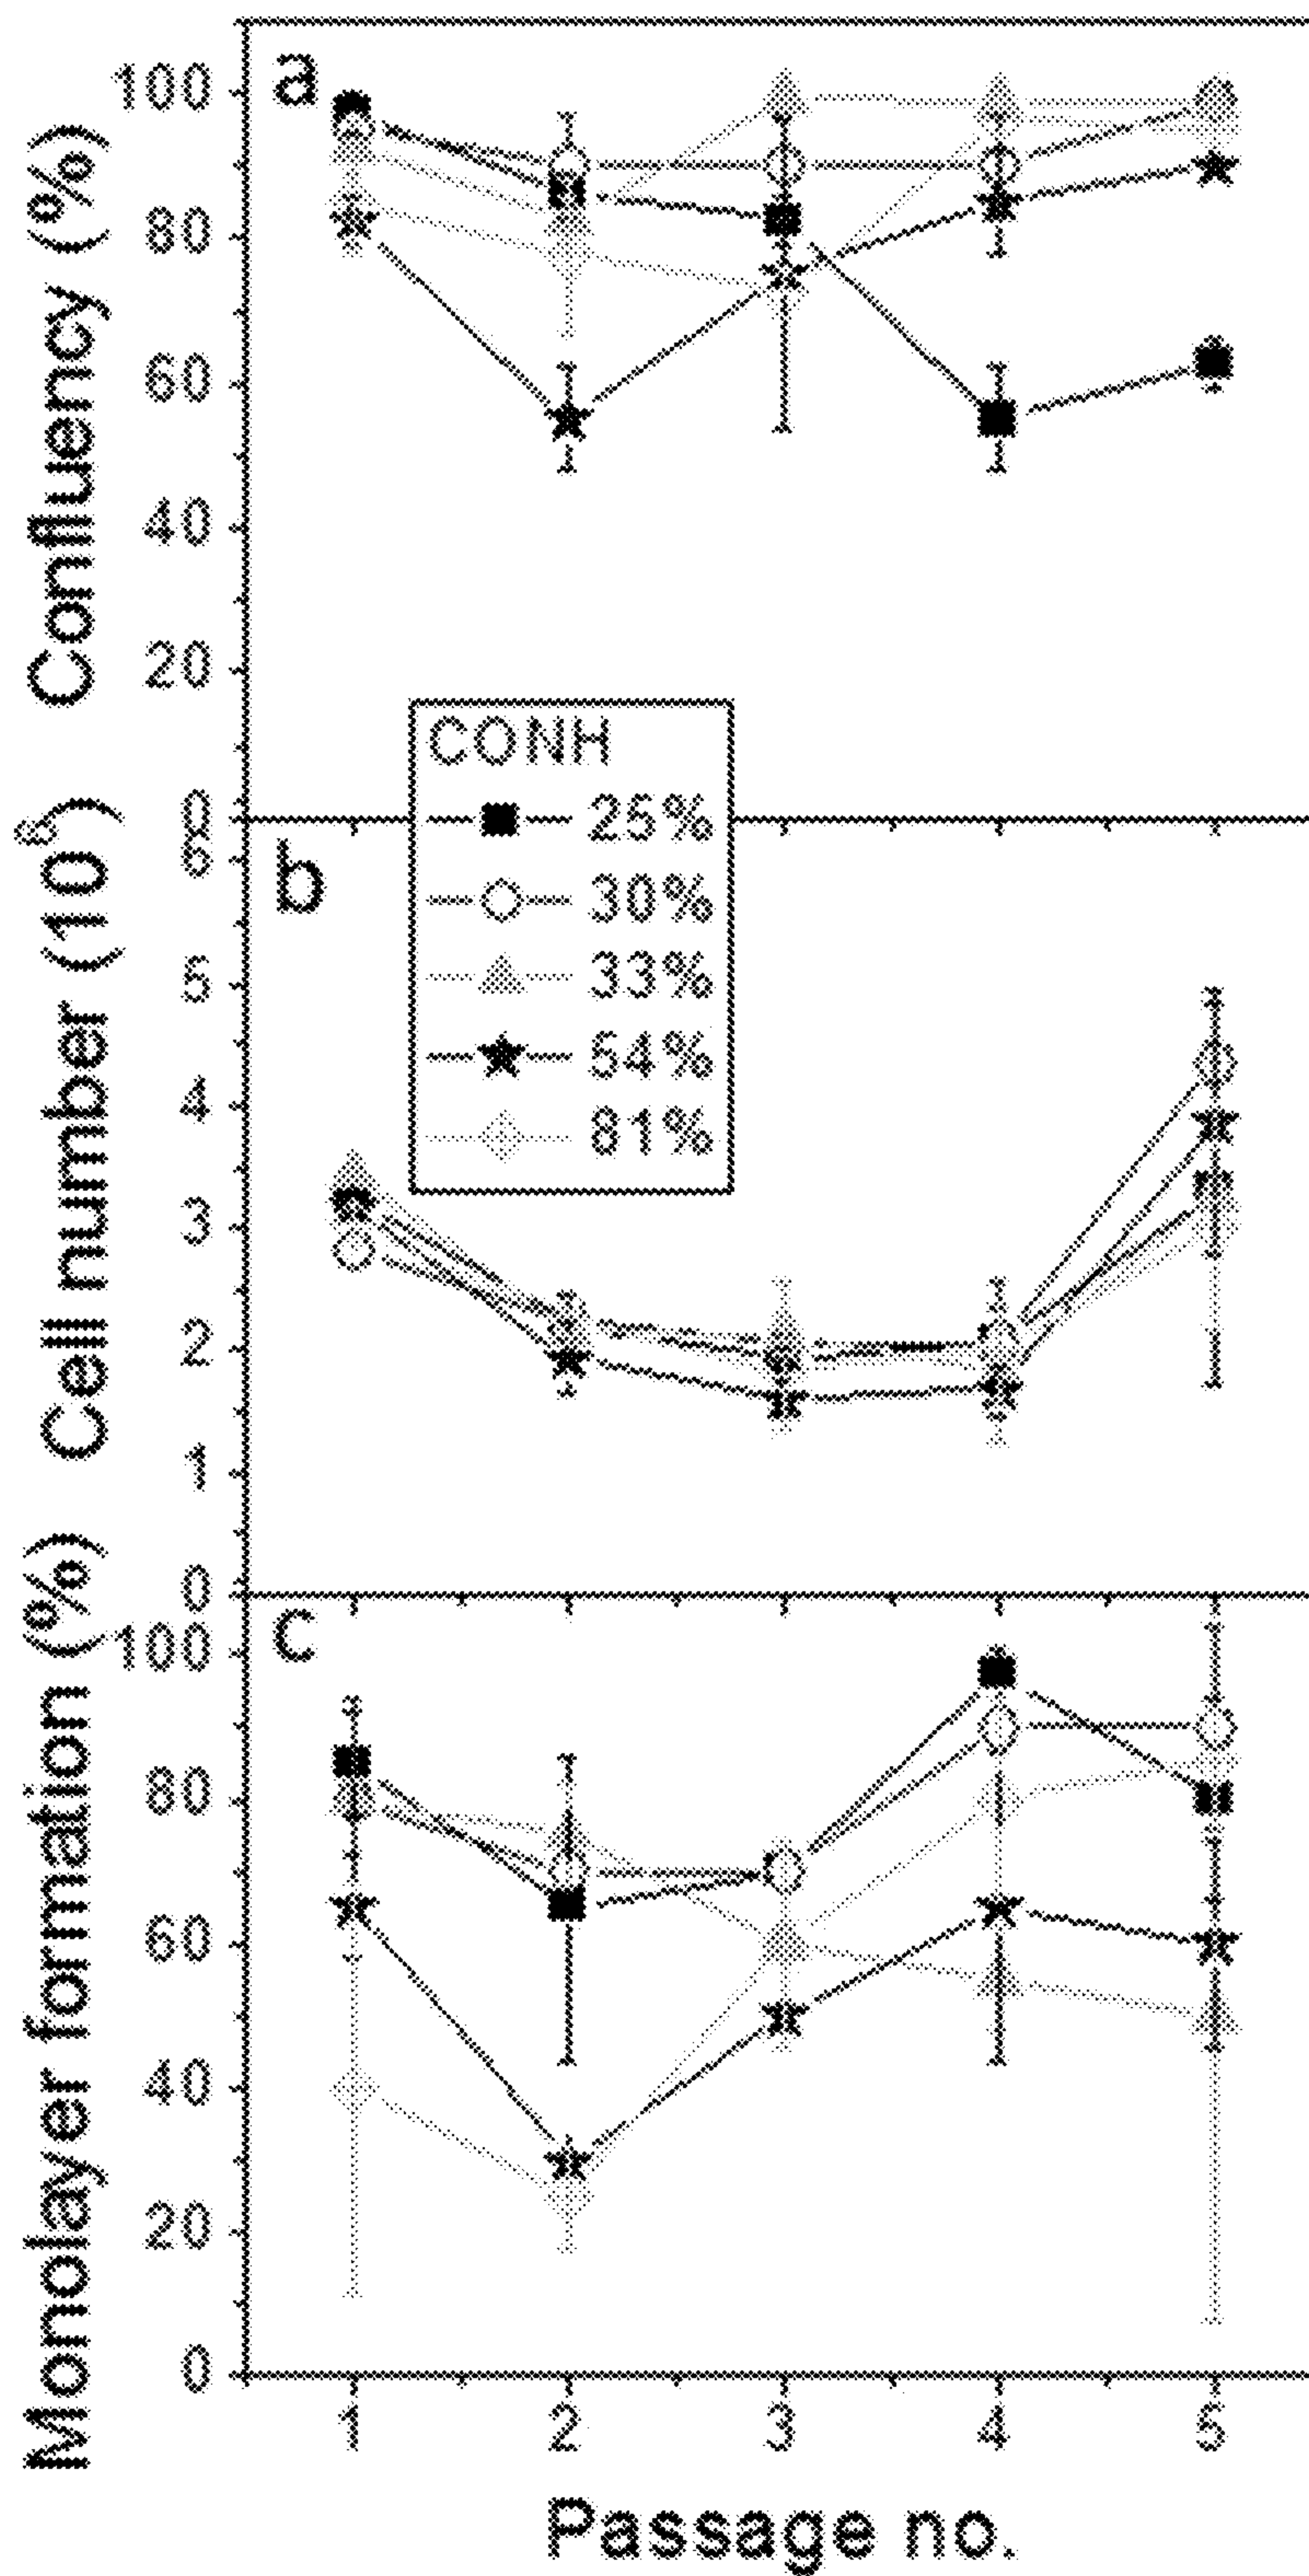 a
Confluency (%)
100
80
60
40
20
0
CONH
25%
30%
33%
54%
81%
b
Cell number (10⁶)
6
5
4
3
2
1
0
c
Monolayer formation (%)
100
80
60
40
20
0
1 2 3 4 5
Passage no.